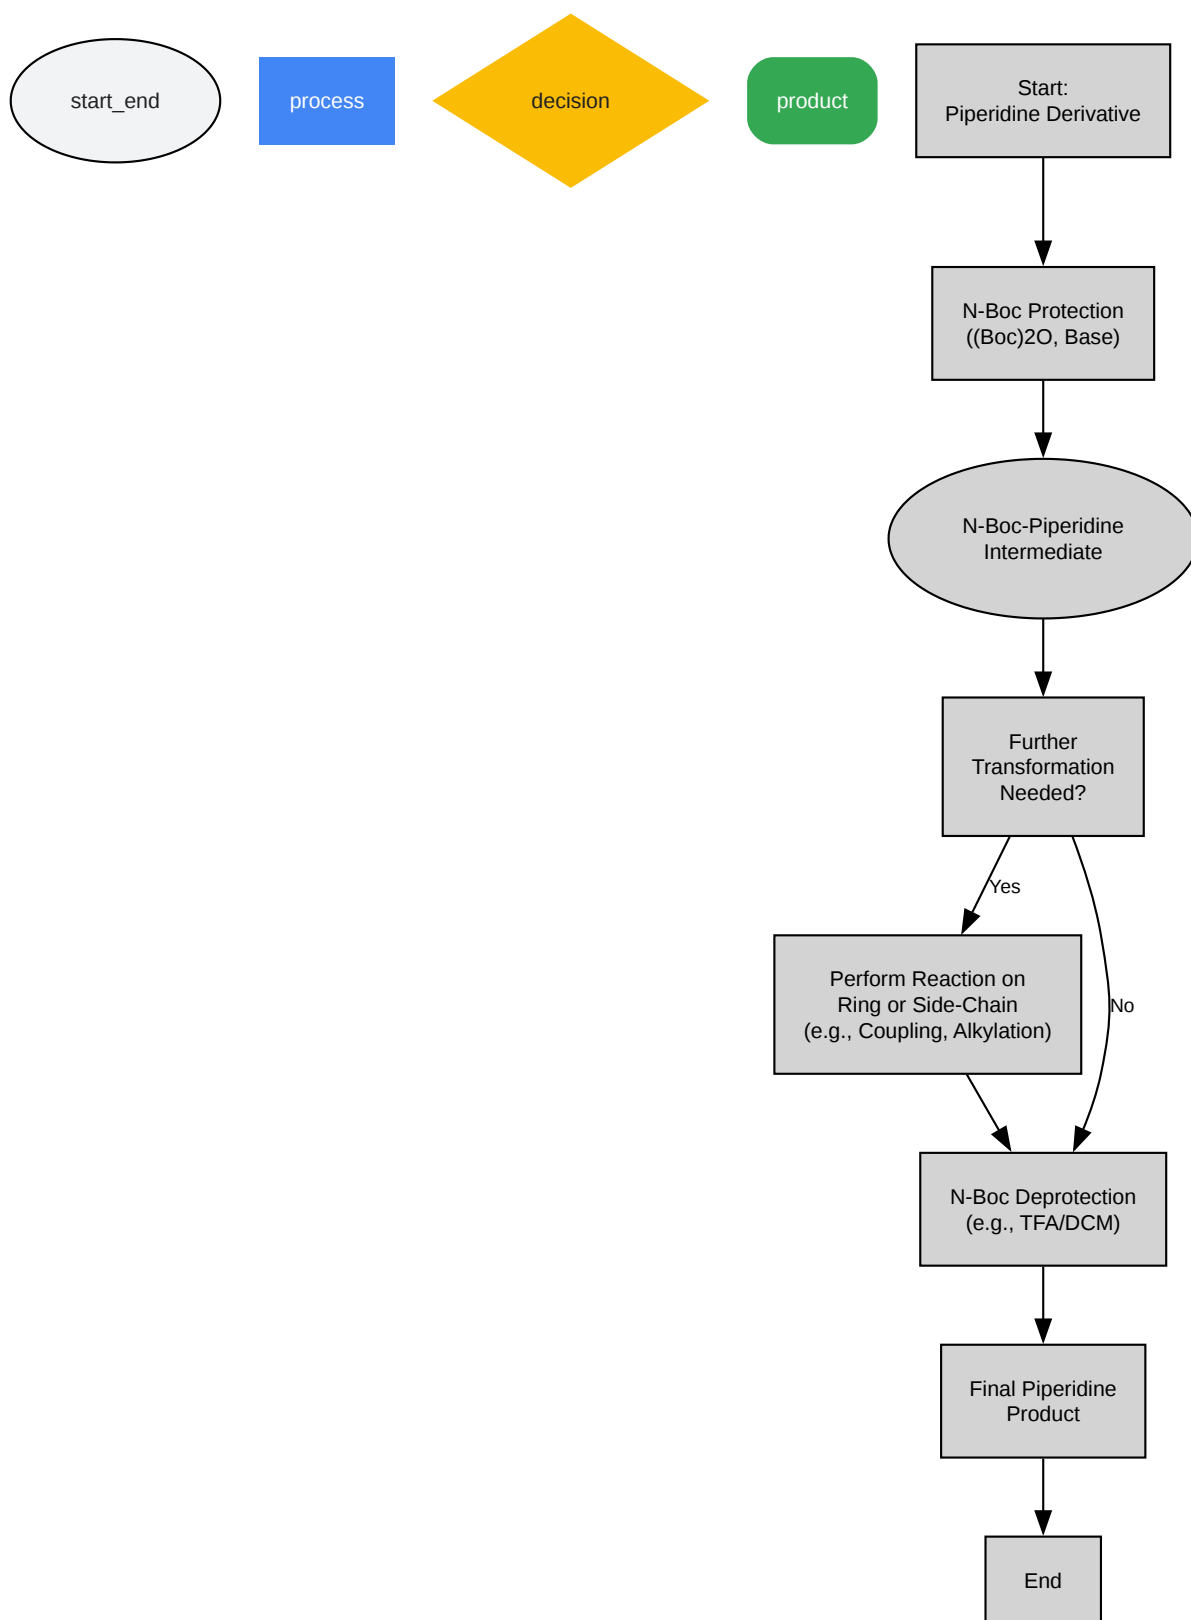 start_end
process
decision
product
Start:
Piperidine Derivative
N-Boc Protection
((Boc)2O, Base)
N-Boc-Piperidine
Intermediate
Further
Transformation
Needed?
Yes
Perform Reaction on
Ring or Side-Chain
(e.g., Coupling, Alkylation)
No
N-Boc Deprotection
(e.g., TFA/DCM)
Final Piperidine
Product
End